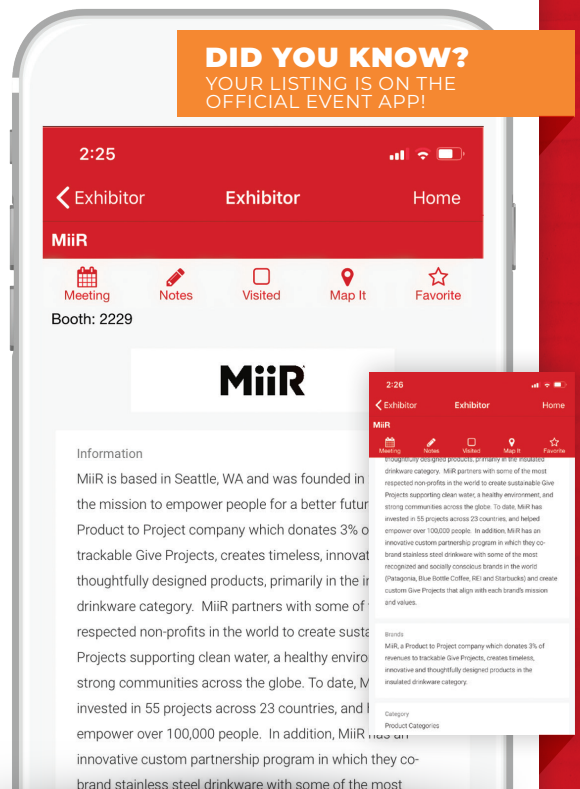 DID YOU KNOW?
YOUR LISTING IS ON THE
OFFICIAL EVENT APP!
2:25
Exhibitor Exhibitor Home
MiiR
Meeting Notes Visited Map It Favorite
Booth: 2229
MiiR
Information
MiiR is based in Seattle, WA and was founded in
the mission to empower people for a better futur
Product to Project company which donates 3% o
trackable Give Projects, creates timeless, innovat
thoughtfully designed products, primarily in the in
drinkware category. MiiR partners with some of
respected non-profits in the world to create susta
Projects supporting clean water, a healthy enviro
strong communities across the globe. To date, M
invested in 55 projects across 23 countries, and h
empower over 100,000 people. In addition, MiiR has an
innovative custom partnership program in which they co-
brand stainless steel drinkware with some of the most
2:26
Exhibitor Exhibitor Home
MiiR
Meeting Notes Visited Map It Favorite
thoughtfully designed products, primarily in the insulated
drinkware category. MiiR partners with some of the most
respected non-profits in the world to create sustainable Give
Projects supporting clean water, a healthy environment, and
strong communities across the globe. To date, MiiR has
invested in 55 projects across 23 countries, and helped
empower over 100,000 people. In addition, MiiR has an
innovative custom partnership program in which they co-
brand stainless steel drinkware with some of the most
recognized and socially conscious brands in the world
(Patagonia, Blue Bottle Coffee, REI and Starbucks) and create
custom Give Projects that align with each brand's mission
and values.
Brands
MiiR, a Product to Project company which donates 3% of
revenues to trackable Give Projects, creates timeless,
innovative and thoughtfully designed products in the
insulated drinkware category.
Category
Product Categories